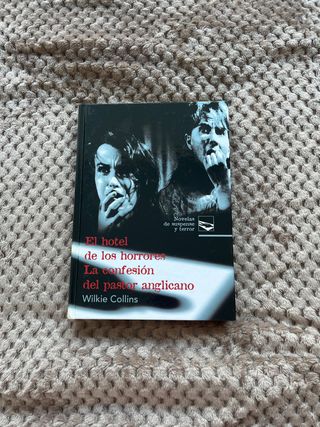 Novelas
de suspense
y terror
El hotel
de los horrores
La confesión
del pastor anglicano
Wilkie Collins